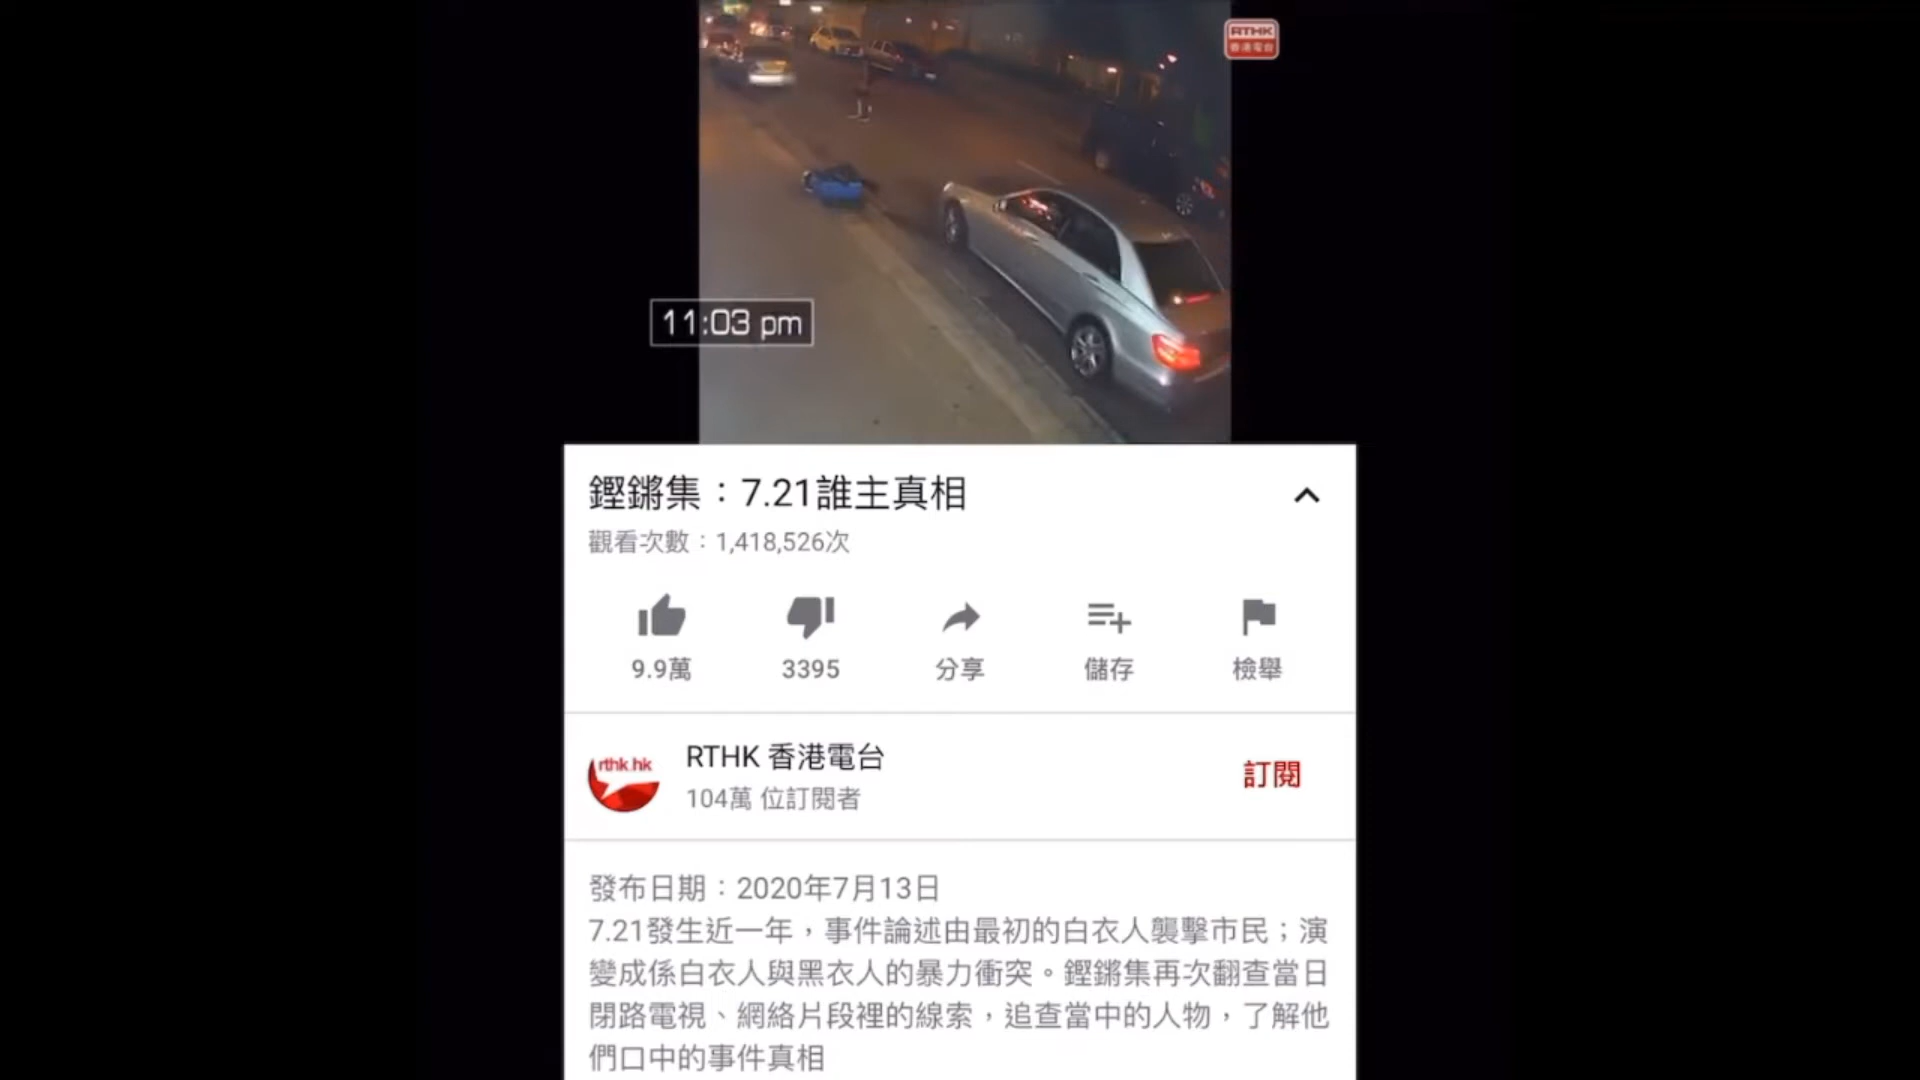 RTHK
香港電台
11:03 pm
鏗鏘集：7.21誰主真相
觀看次數：1,418,526次
9.9萬
3395
分享
儲存
檢舉
rthk.hk
RTHK 香港電台
104萬 位訂閱者
訂閱
發布日期：2020年7月13日
7.21發生近一年，事件論述由最初的白衣人襲擊市民；演
變成係白衣人與黑衣人的暴力衝突。鏗鏘集再次翻查當日
閉路電視、網絡片段裡的線索，追查當中的人物，了解他
們口中的事件真相